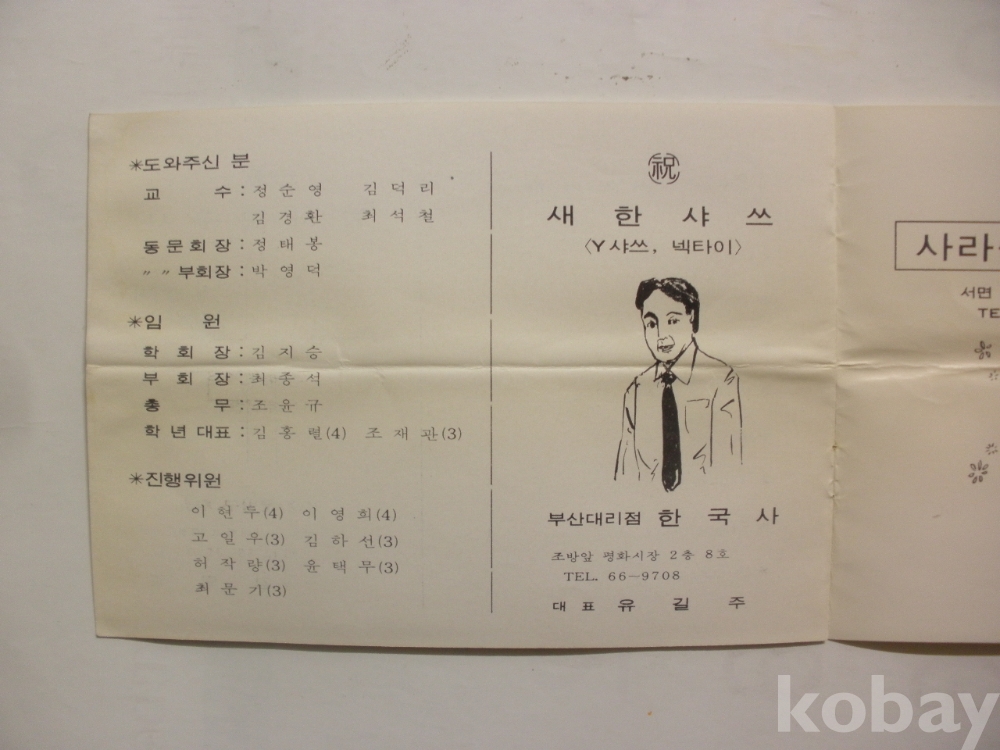 ✳도와주신 분
교 수 : 정순영 김덕리
김경환 최석철
동문회장 : 정태봉
〃 〃 부회장 : 박영덕
✳임 원
학 회 장 : 김지승
부 회 장 : 최종석
총 무 : 조윤규
학년대표 : 김홍렬(4) 조재관(3)
✳진행위원
이현두(4) 이영희(4)
고일우(3) 김하선(3)
허작량(3) 윤택무(3)
최문기(3)
祝
새 한 샤 쓰
〈Y샤쓰, 넥타이〉
부산대리점 한 국 사
조방앞 평화시장 2층 8호
TEL. 66-9708
대표 유 길 주
사라
서면
TE
kobay